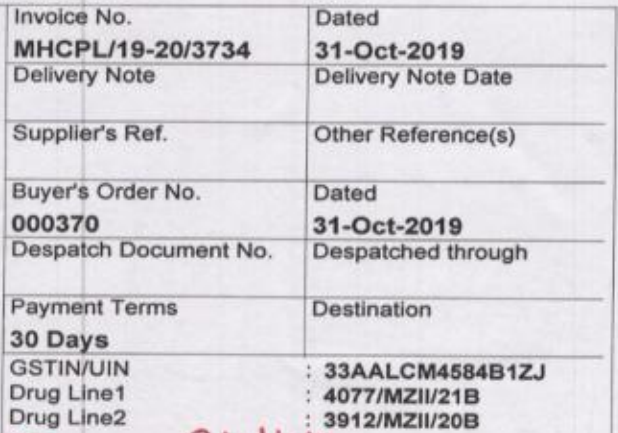 Invoice No. Dated
MHCPL/19-20/3734 31-Oct-2019
Delivery Note Delivery Note Date
Supplier's Ref. Other Reference(s)
Buyer's Order No. Dated
000370 31-Oct-2019
Despatch Document No. Despatched through
Payment Terms Destination
30 Days
GSTIN/UIN : 33AALCM4584B1ZJ
Drug Line1 : 4077/MZII/21B
Drug Line2 : 3912/MZII/20B